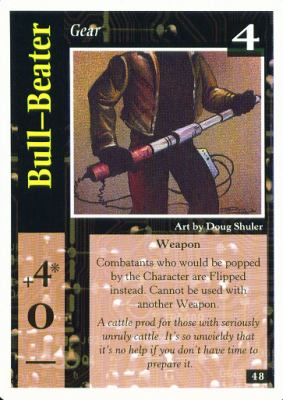 Bull–Beater
Gear
4
Art by Doug Shuler
+4*
0
—
Weapon
Combatants who would be popped
by the Character are Flipped
instead. Cannot be used with
another Weapon.
A cattle prod for those with seriously
unruly cattle. It's so unwieldy that
it's no help if you don't have time to
prepare it.
48